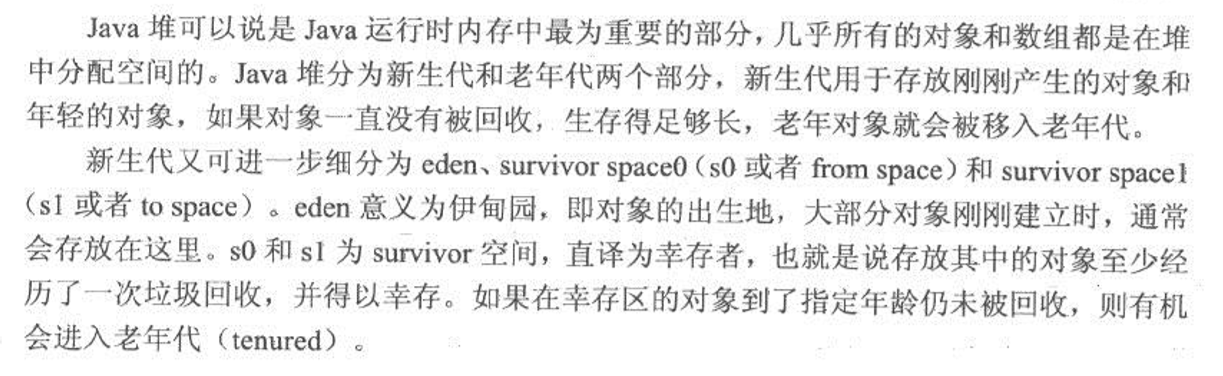 Java 堆可以说是 Java 运行时内存中最为重要的部分，几乎所有的对象和数组都是在堆
中分配空间的。Java 堆分为新生代和老年代两个部分，新生代用于存放刚刚产生的对象和
年轻的对象，如果对象一直没有被回收，生存得足够长，老年对象就会被移入老年代。
新生代又可进一步细分为 eden、survivor space0（s0 或者 from space）和 survivor space1
（s1 或者 to space）。eden 意义为伊甸园，即对象的出生地，大部分对象刚刚建立时，通常
会存放在这里。s0 和 s1 为 survivor 空间，直译为幸存者，也就是说存放其中的对象至少经
历了一次垃圾回收，并得以幸存。如果在幸存区的对象到了指定年龄仍未被回收，则有机
会进入老年代（tenured）。